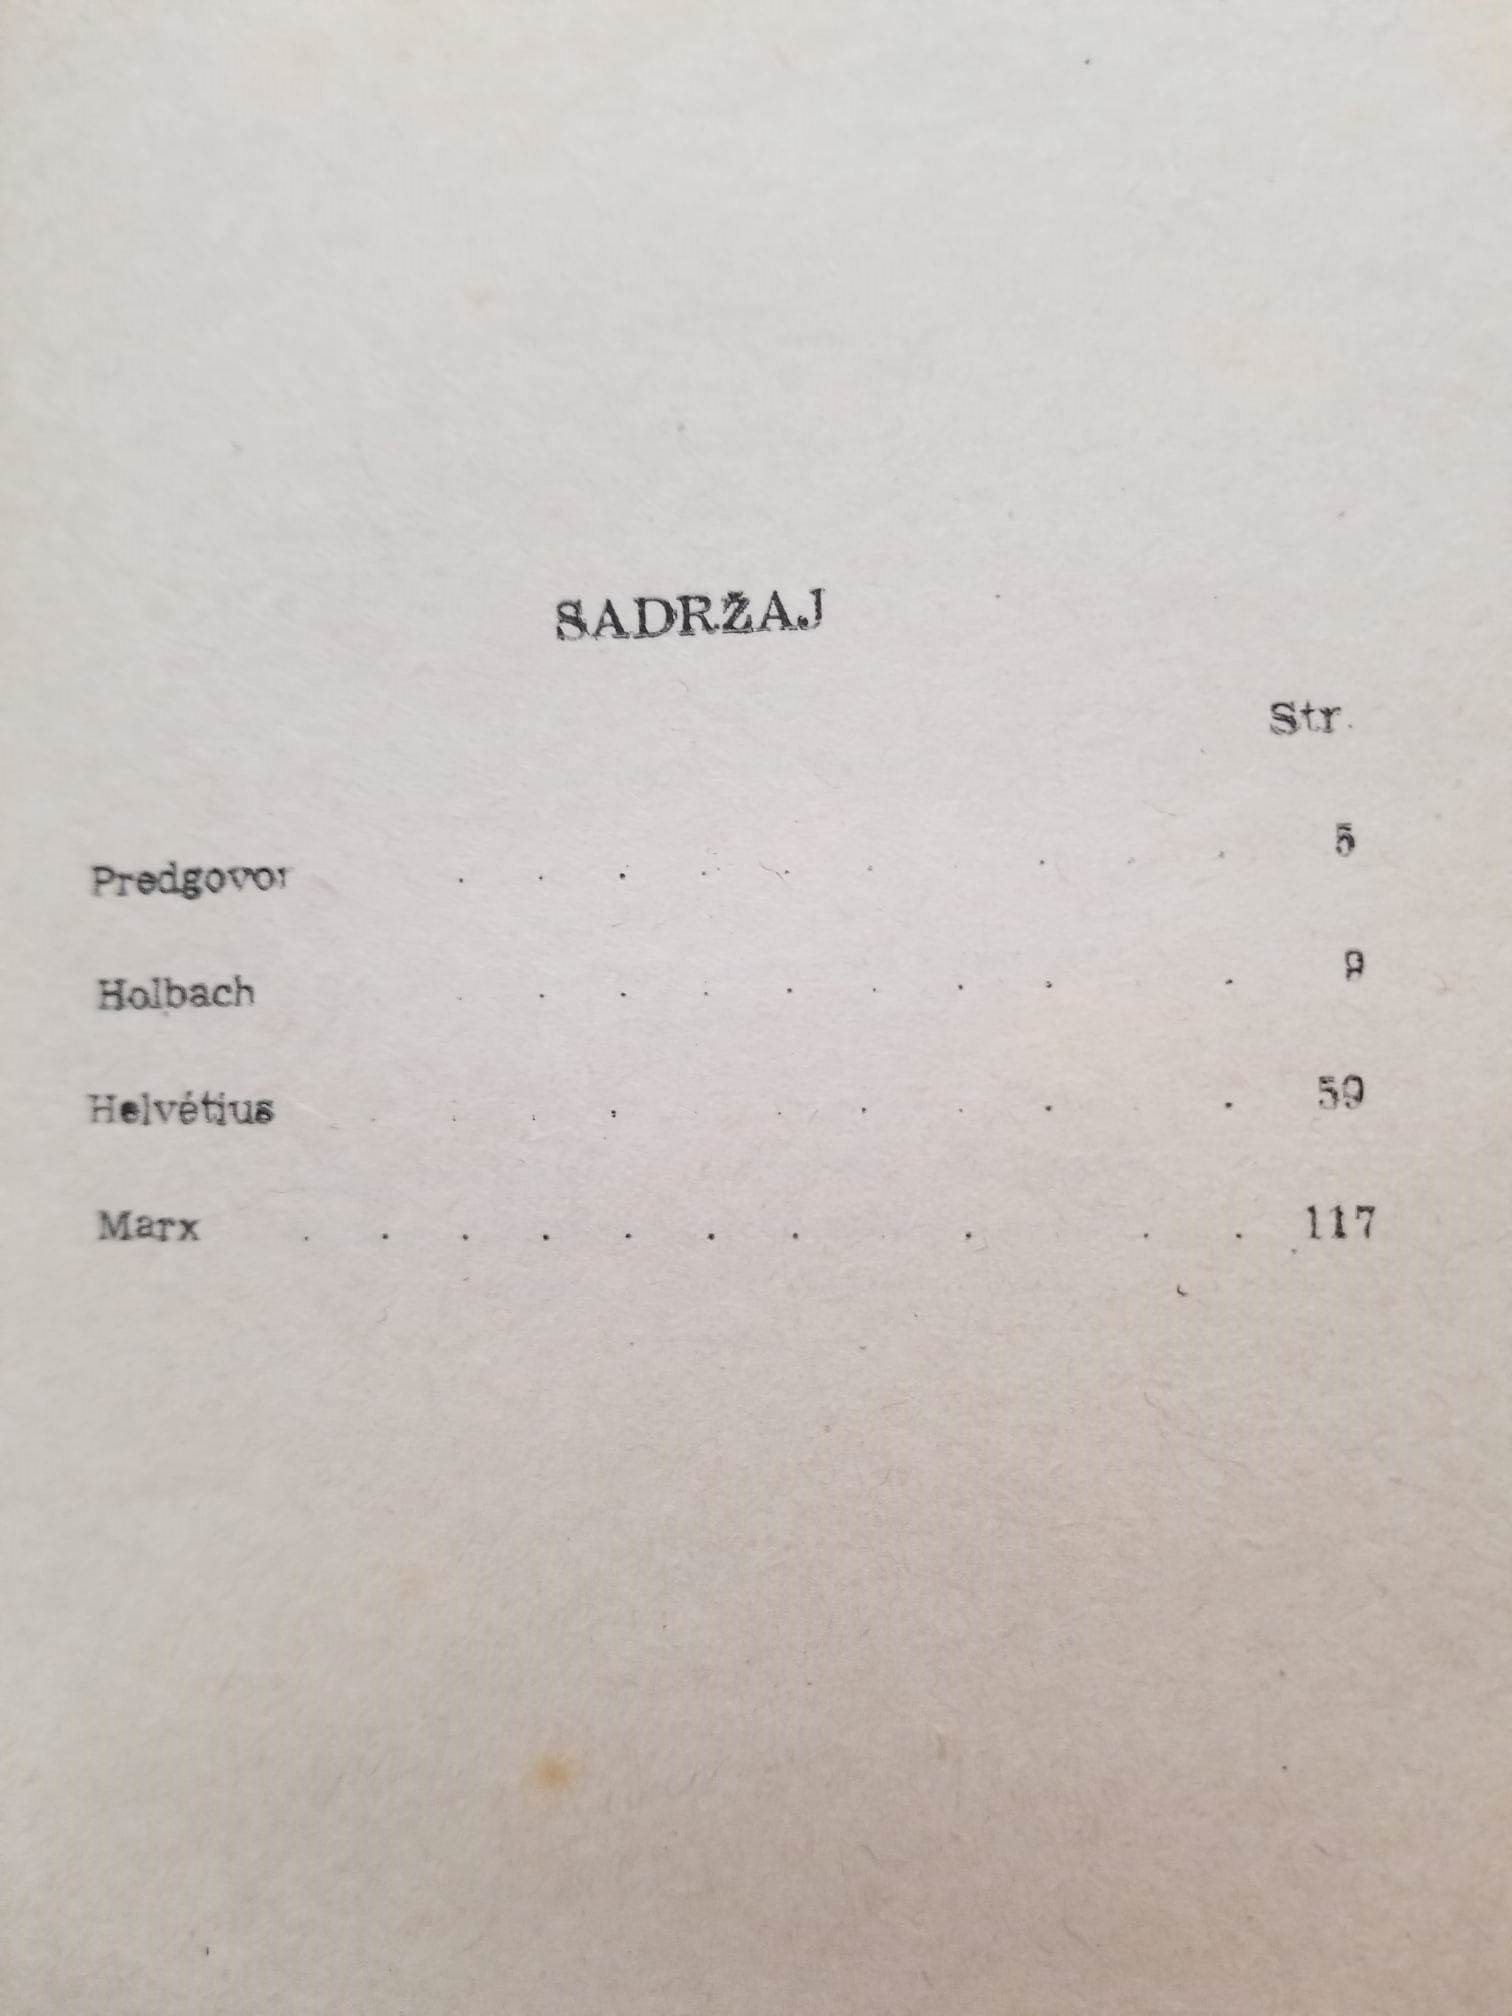 SADRŽAJ
Str.
Predgovor . . . . . . . . . 5
Holbach . . . . . . . . . 9
Helvétius . . . . . . . . 59
Marx . . . . . . . . . . 117